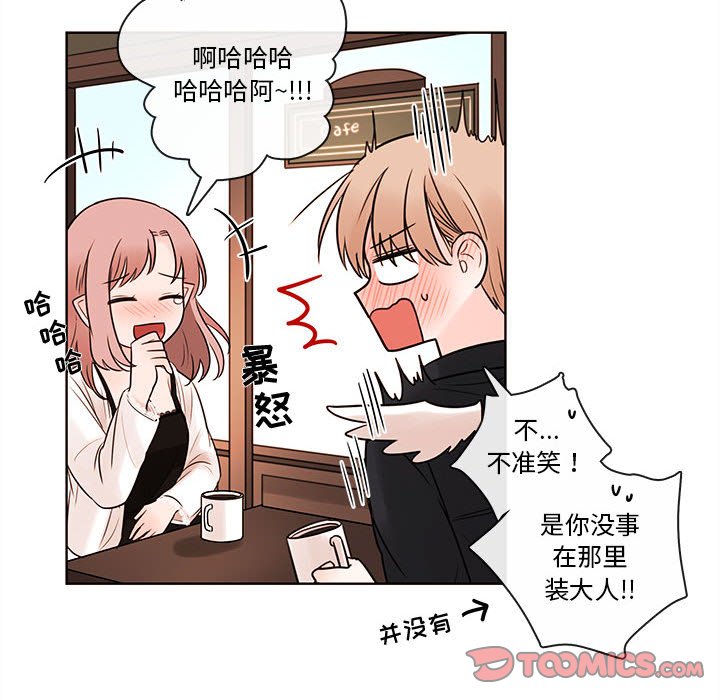 啊哈哈哈
哈哈哈阿~!!!
Cafe
哈
哈
哈
暴
怒
不...
不准笑！
是你没事
在那里
装大人!!
并没有
TOOMICS.com